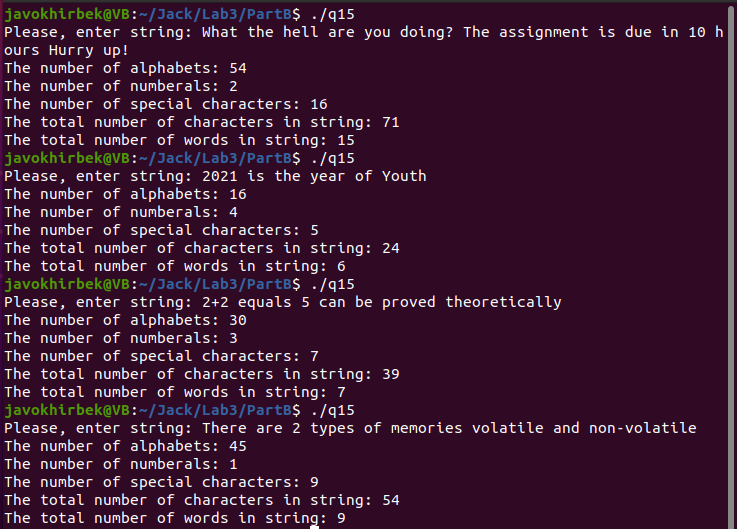 javokhirbek@VB:~/Jack/Lab3/PartB$ ./q15
Please, enter string: What the hell are you doing? The assignment is due in 10 h
ours Hurry up!
The number of alphabets: 54
The number of numberals: 2
The number of special characters: 16
The total number of characters in string: 71
The total number of words in string: 15
javokhirbek@VB:~/Jack/Lab3/PartB$ ./q15
Please, enter string: 2021 is the year of Youth
The number of alphabets: 16
The number of numberals: 4
The number of special characters: 5
The total number of characters in string: 24
The total number of words in string: 6
javokhirbek@VB:~/Jack/Lab3/PartB$ ./q15
Please, enter string: 2+2 equals 5 can be proved theoretically
The number of alphabets: 30
The number of numberals: 3
The number of special characters: 7
The total number of characters in string: 39
The total number of words in string: 7
javokhirbek@VB:~/Jack/Lab3/PartB$ ./q15
Please, enter string: There are 2 types of memories volatile and non-volatile
The number of alphabets: 45
The number of numberals: 1
The number of special characters: 9
The total number of characters in string: 54
The total number of words in string: 9